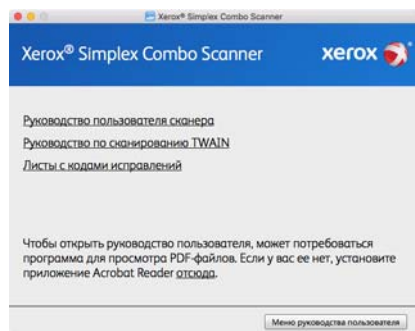 Xerox® Simplex Combo Scanner
Xerox® Simplex Combo Scanner
xerox
Руководство пользователя сканера
Руководство по сканированию TWAIN
Листы с кодами исправлений
Чтобы открыть руководство пользователя, может потребоваться
программа для просмотра PDF-файлов. Если у вас ее нет, установите
приложение Acrobat Reader отсюда.
Меню руководства пользователя